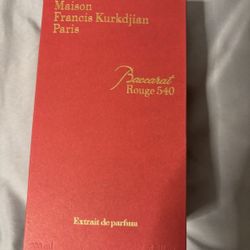 Maison
Francis Kurkdjian
Paris
Baccarat
Rouge 540
Extrait de parfum